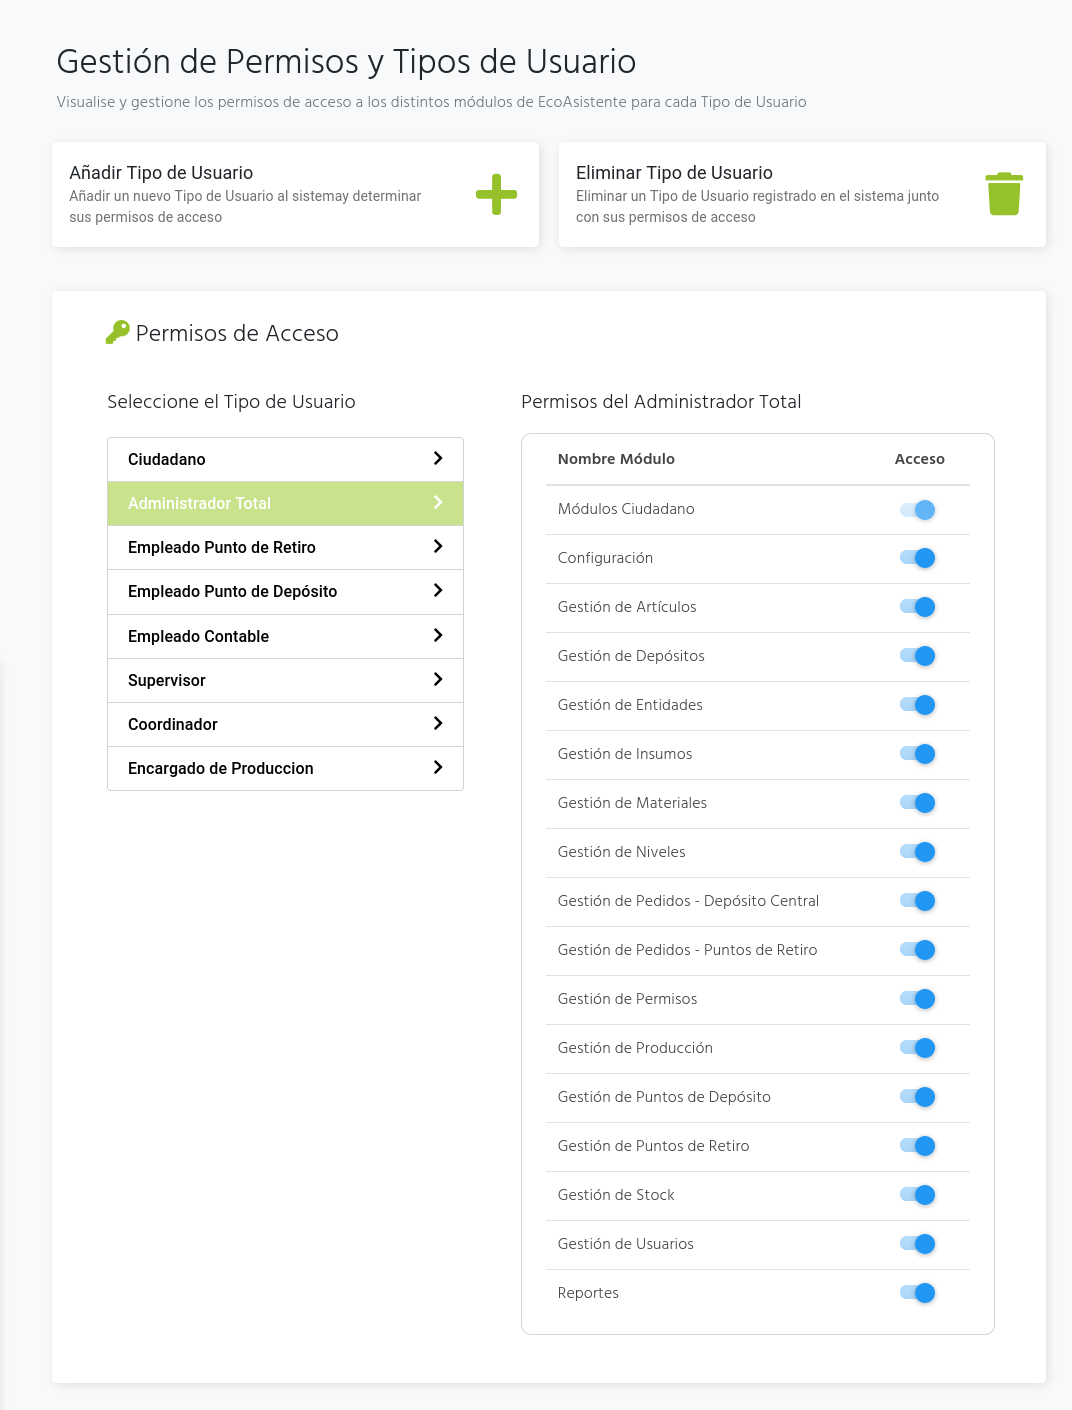 Gestión de Permisos y Tipos de Usuario
Visualise y gestione los permisos de acceso a los distintos módulos de EcoAsistente para cada Tipo de Usuario
Añadir Tipo de Usuario
Añadir un nuevo Tipo de Usuario al sistemay determinar
sus permisos de acceso
Eliminar Tipo de Usuario
Eliminar un Tipo de Usuario registrado en el sistema junto
con sus permisos de acceso
Permisos de Acceso
Seleccione el Tipo de Usuario
Ciudadano
Administrador Total
Empleado Punto de Retiro
Empleado Punto de Depósito
Empleado Contable
Supervisor
Coordinador
Encargado de Produccion
Permisos del Administrador Total
Nombre Módulo Acceso
Módulos Ciudadano
Configuración
Gestión de Artículos
Gestión de Depósitos
Gestión de Entidades
Gestión de Insumos
Gestión de Materiales
Gestión de Niveles
Gestión de Pedidos - Depósito Central
Gestión de Pedidos - Puntos de Retiro
Gestión de Permisos
Gestión de Producción
Gestión de Puntos de Depósito
Gestión de Puntos de Retiro
Gestión de Stock
Gestión de Usuarios
Reportes